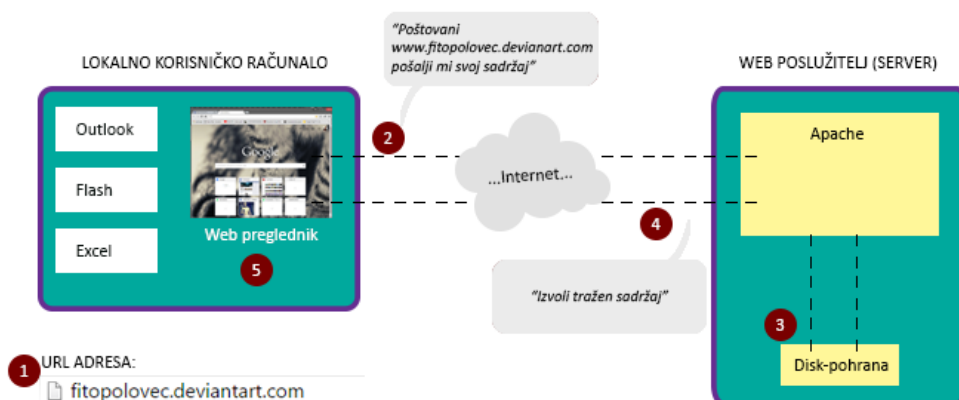 "Poštovani
www.fitopolovec.devianart.com
pošalji mi svoj sadržaj"
LOKALNO KORISNIČKO RAČUNALO
WEB POSLUŽITELJ (SERVER)
Outlook
Flash
Excel
Google
Web preglednik
5
2
...Internet...
4
"Izvoli tražen sadržaj"
Apache
3
Disk-pohrana
1
URL ADRESA:
fitopolovec.deviantart.com